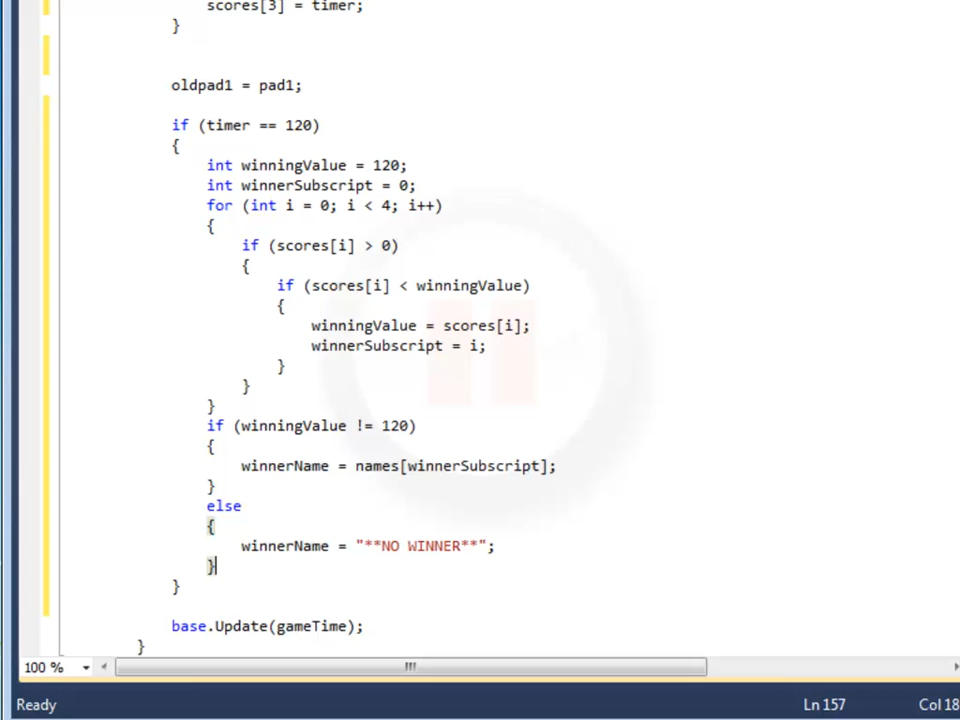 scores[3] = timer;
}
oldpad1 = pad1;
if (timer == 120)
{
int winningValue = 120;
int winnerSubscript = 0;
for (int i = 0; i < 4; i++)
{
if (scores[i] > 0)
{
if (scores[i] < winningValue)
{
winningValue = scores[i];
winnerSubscript = i;
}
}
}
if (winningValue != 120)
{
winnerName = names[winnerSubscript];
}
else
{
winnerName = "**NO WINNER**";
}
}
base.Update(gameTime);
}
100 %
Ready Ln 157 Col 18